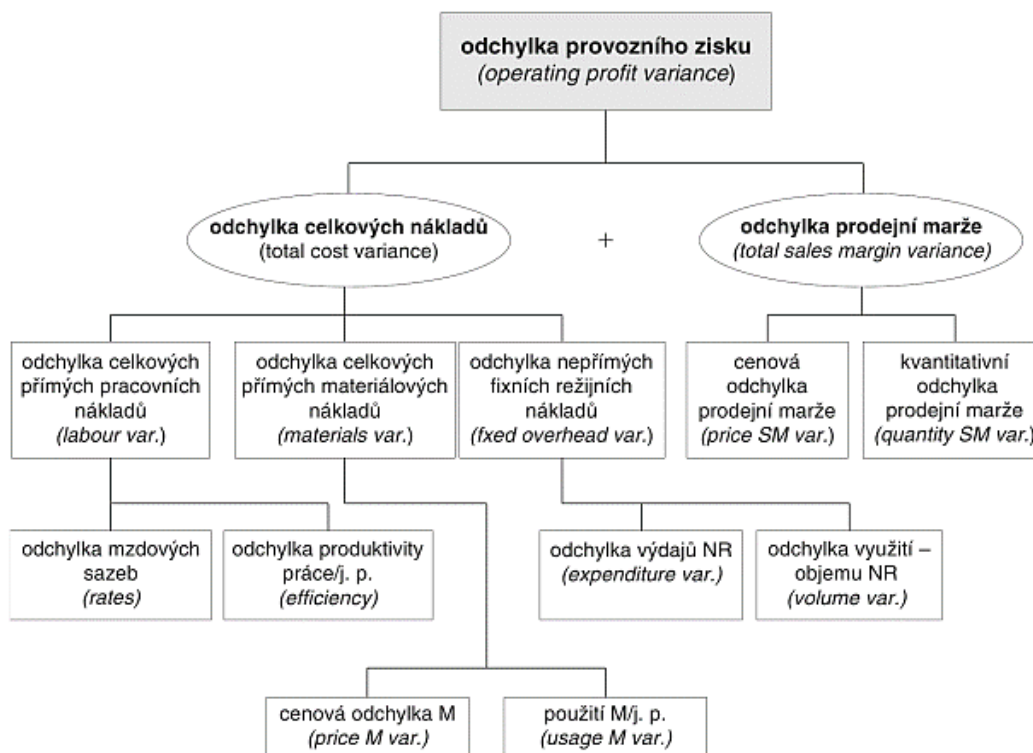 odchylka provozního zisku
(operating profit variance)
odchylka celkových nákladů
(total cost variance)
+
odchylka prodejní marže
(total sales margin variance)
odchylka celkových
přímých pracovních
nákladů
(labour var.)
odchylka celkových
přímých materiálových
nákladů
(materials var.)
odchylka nepřímých
fixních režijních
nákladů
(fxed overhead var.)
cenová
odchylka
prodejní marže
(price SM var.)
kvantitativní
odchylka
prodejní marže
(quantity SM var.)
odchylka mzdových
sazeb
(rates)
odchylka produktivity
práce/j. p.
(efficiency)
odchylka výdajů NR
(expenditure var.)
odchylka využití –
objemu NR
(volume var.)
cenová odchylka M
(price M var.)
použití M/j. p.
(usage M var.)